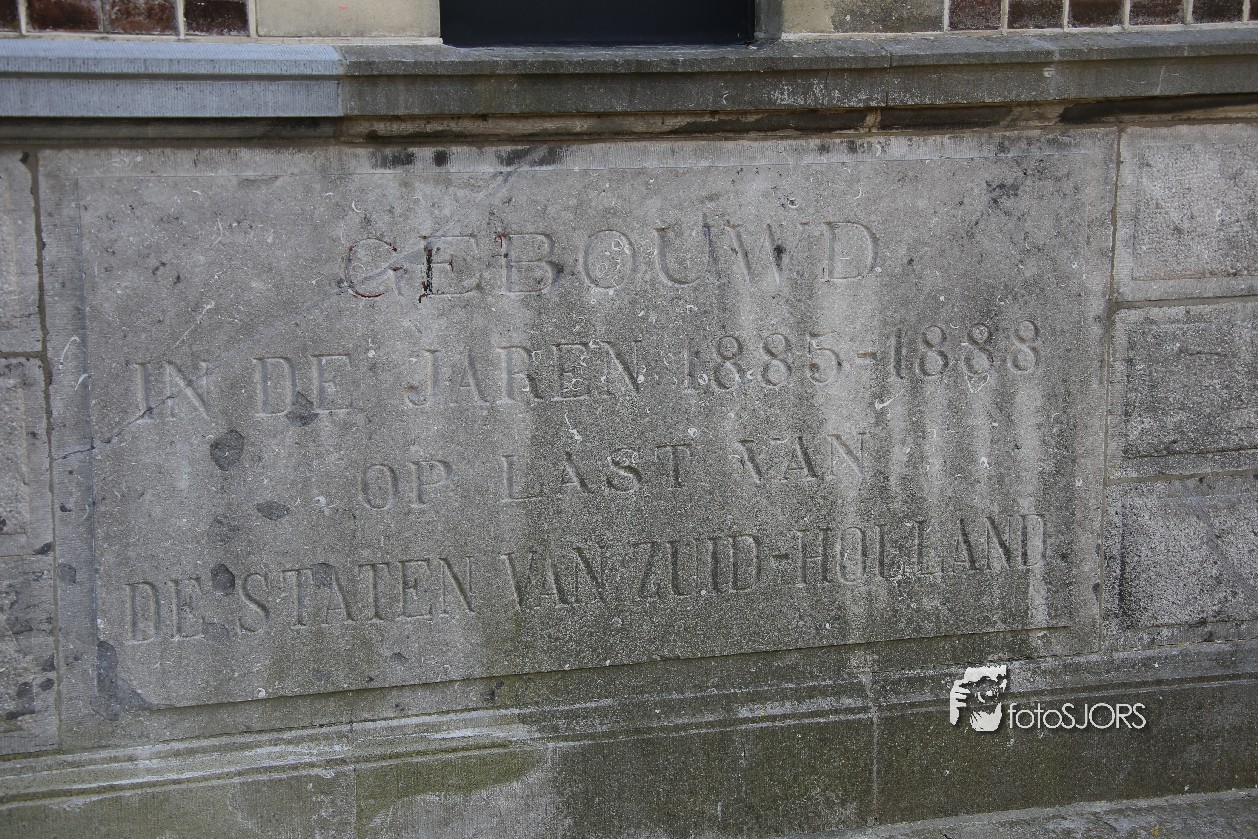 GEBOUWD
IN DE JAREN 1885-1888
OP LAST VAN
DE STATEN VAN ZUID-HOLLAND
fotoSJORS